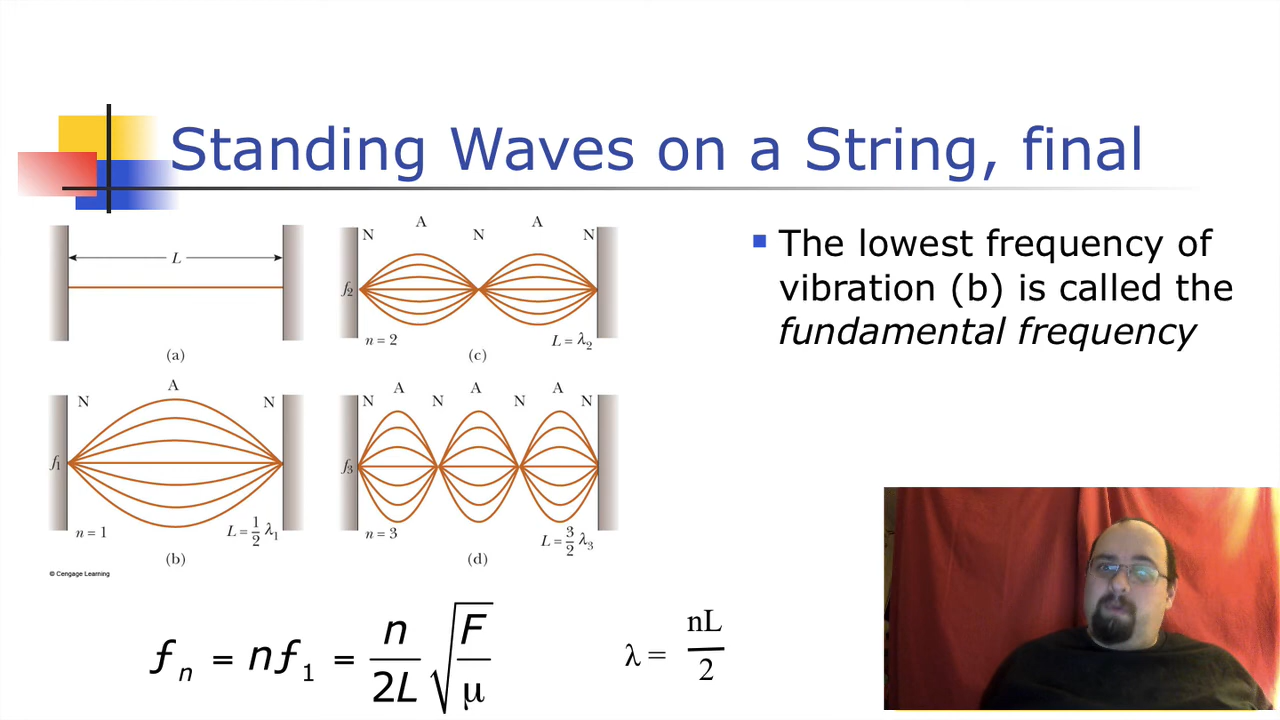 Standing Waves on a String, final
L
(a)
N A N A N
f₂
n = 2
L = λ₂
(c)
N A N
f₁
n = 1
L = 1/2 λ₁
(b)
N A N A N A N
f₃
n = 3
L = 3/2 λ₃
(d)
© Cengage Learning
The lowest frequency of
vibration (b) is called the
fundamental frequency
fₙ = nf₁ = n/2L √F/μ
λ = nL/2